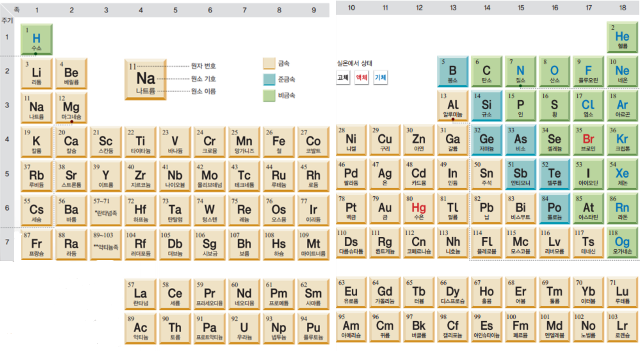 족 1 2 3 4 5 6 7 8 9 10 11 12 13 14 15 16 17 18
주기
1 1 H 수소 2 He 헬륨
11 Na 나트륨 원자 번호 원소 기호 원소 이름
금속 준금속 비금속
실온에서 상태
고체 액체 기체
2 3 Li 리튬 4 Be 베릴륨 5 B 붕소 6 C 탄소 7 N 질소 8 O 산소 9 F 플루오린 10 Ne 네온
3 11 Na 나트륨 12 Mg 마그네슘 13 Al 알루미늄 14 Si 규소 15 P 인 16 S 황 17 Cl 염소 18 Ar 아르곤
4 19 K 칼륨 20 Ca 칼슘 21 Sc 스칸듐 22 Ti 타이타늄 23 V 바나듐 24 Cr 크로뮴 25 Mn 망가니즈 26 Fe 철 27 Co 코발트 28 Ni 니켈 29 Cu 구리 30 Zn 아연 31 Ga 갈륨 32 Ge 저마늄 33 As 비소 34 Se 셀레늄 35 Br 브로민 36 Kr 크립톤
5 37 Rb 루비듐 38 Sr 스트론튬 39 Y 이트륨 40 Zr 지르코늄 41 Nb 나이오븀 42 Mo 몰리브데넘 43 Tc 테크네튬 44 Ru 루테늄 45 Rh 로듐 46 Pd 팔라듐 47 Ag 은 48 Cd 카드뮴 49 In 인듐 50 Sn 주석 51 Sb 안티모니 52 Te 텔루륨 53 I 아이오딘 54 Xe 제논
6 55 Cs 세슘 56 Ba 바륨 57~71 *란타넘족 72 Hf 하프늄 73 Ta 탄탈럼 74 W 텅스텐 75 Re 레늄 76 Os 오스뮴 77 Ir 이리듐 78 Pt 백금 79 Au 금 80 Hg 수은 81 Tl 탈륨 82 Pb 납 83 Bi 비스무트 84 Po 폴로늄 85 At 아스타틴 86 Rn 라돈
7 87 Fr 프랑슘 88 Ra 라듐 89~103 **악티늄족 104 Rf 러더포듐 105 Db 더브늄 106 Sg 시보귬 107 Bh 보륨 108 Hs 하슘 109 Mt 마이트너륨 110 Ds 다름슈타튬 111 Rg 뢴트게늄 112 Cn 코페르니슘 113 Nh 니호늄 114 Fl 플레로븀 115 Mc 모스코븀 116 Lv 리버모륨 117 Ts 테네신 118 Og 오가네손
57 La 란타넘 58 Ce 세륨 59 Pr 프라세오디뮴 60 Nd 네오디뮴 61 Pm 프로메튬 62 Sm 사마륨 63 Eu 유로퓸 64 Gd 가돌리늄 65 Tb 터븀 66 Dy 디스프로슘 67 Ho 홀뮴 68 Er 어븀 69 Tm 툴륨 70 Yb 이터븀 71 Lu 루테튬
89 Ac 악티늄 90 Th 토륨 91 Pa 프로트악티늄 92 U 우라늄 93 Np 넵투늄 94 Pu 플루토늄 95 Am 아메리슘 96 Cm 퀴륨 97 Bk 버클륨 98 Cf 캘리포늄 99 Es 아인슈타이늄 100 Fm 페르뮴 101 Md 멘델레븀 102 No 노벨륨 103 Lr 로렌슘